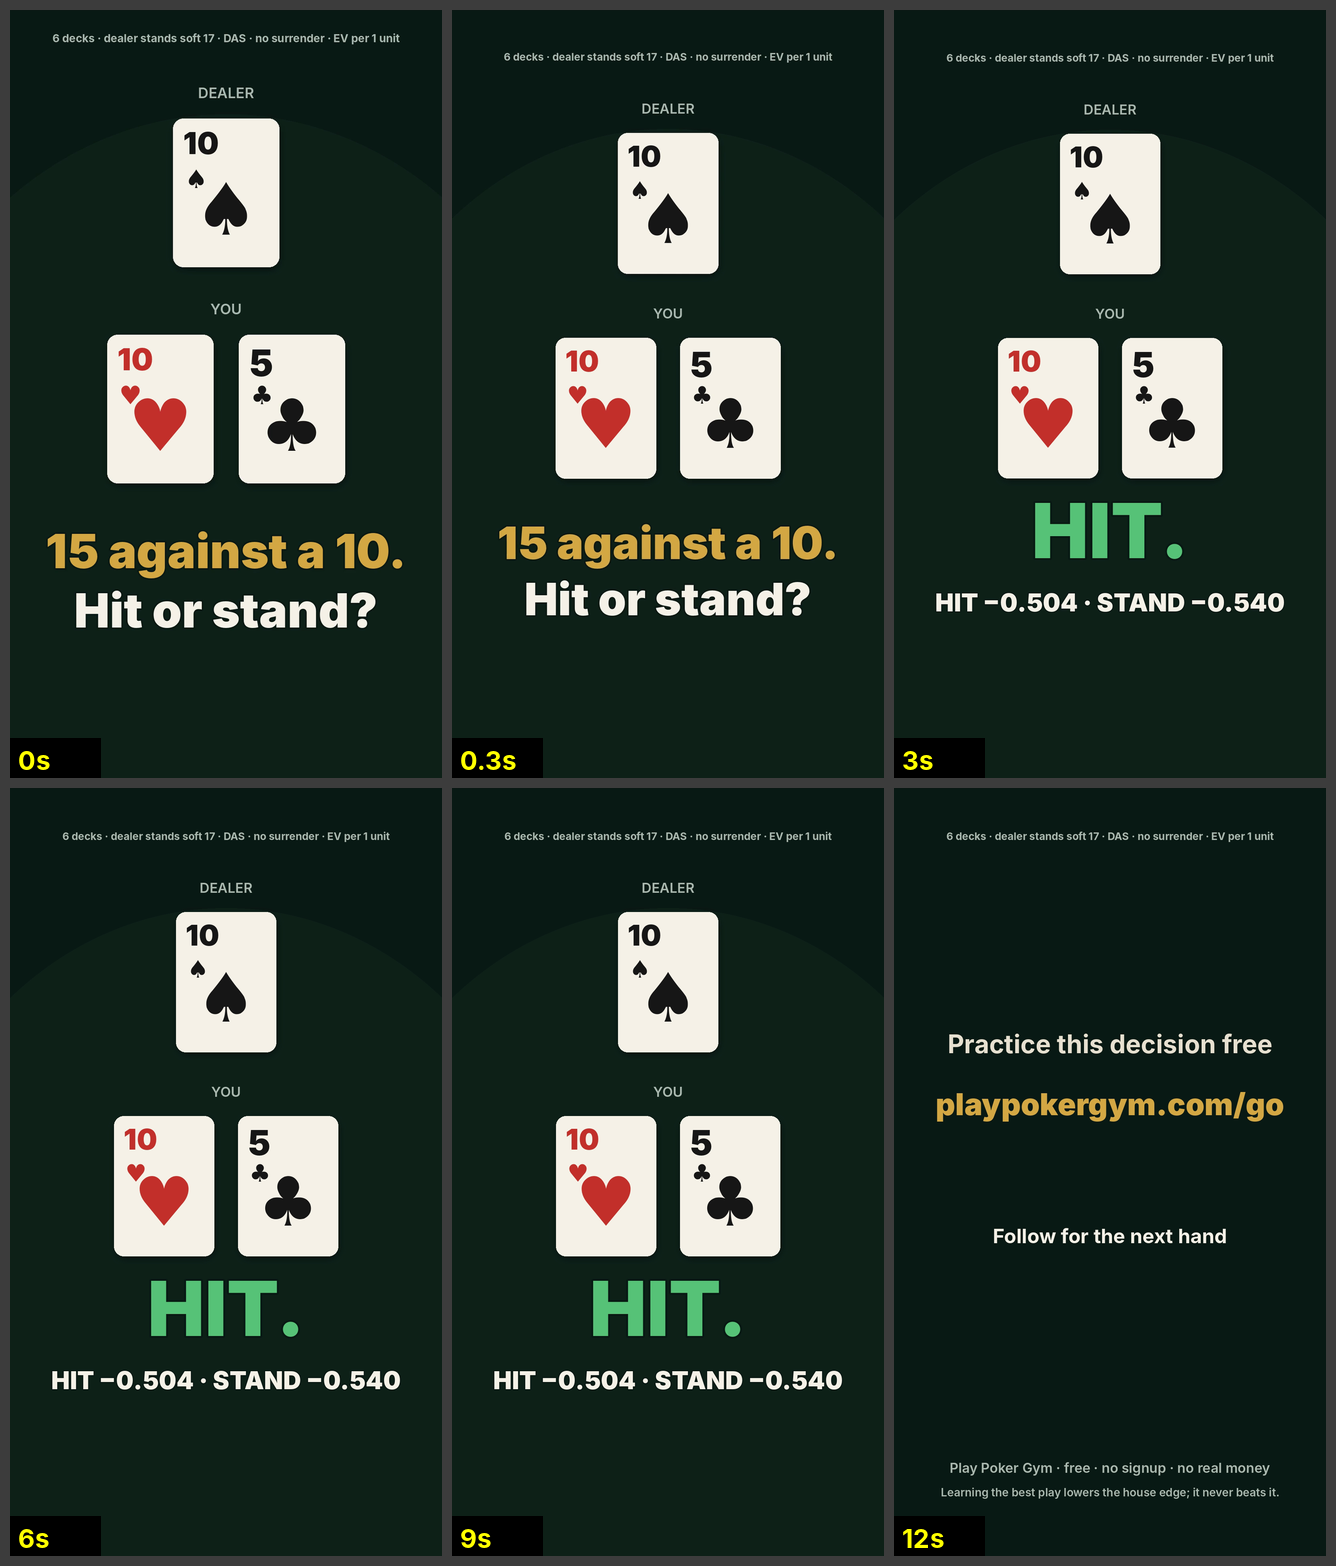 6 decks · dealer stands soft 17 · DAS · no surrender · EV per 1 unit
DEALER
10
YOU
10
5
15 against a 10.
Hit or stand?
0s
6 decks · dealer stands soft 17 · DAS · no surrender · EV per 1 unit
DEALER
10
YOU
10
5
15 against a 10.
Hit or stand?
0.3s
6 decks · dealer stands soft 17 · DAS · no surrender · EV per 1 unit
DEALER
10
YOU
10
5
HIT.
HIT −0.504 · STAND −0.540
3s
6 decks · dealer stands soft 17 · DAS · no surrender · EV per 1 unit
DEALER
10
YOU
10
5
HIT.
HIT −0.504 · STAND −0.540
6s
6 decks · dealer stands soft 17 · DAS · no surrender · EV per 1 unit
DEALER
10
YOU
10
5
HIT.
HIT −0.504 · STAND −0.540
9s
6 decks · dealer stands soft 17 · DAS · no surrender · EV per 1 unit
Practice this decision free
playpokergym.com/go
Follow for the next hand
Play Poker Gym · free · no signup · no real money
Learning the best play lowers the house edge; it never beats it.
12s